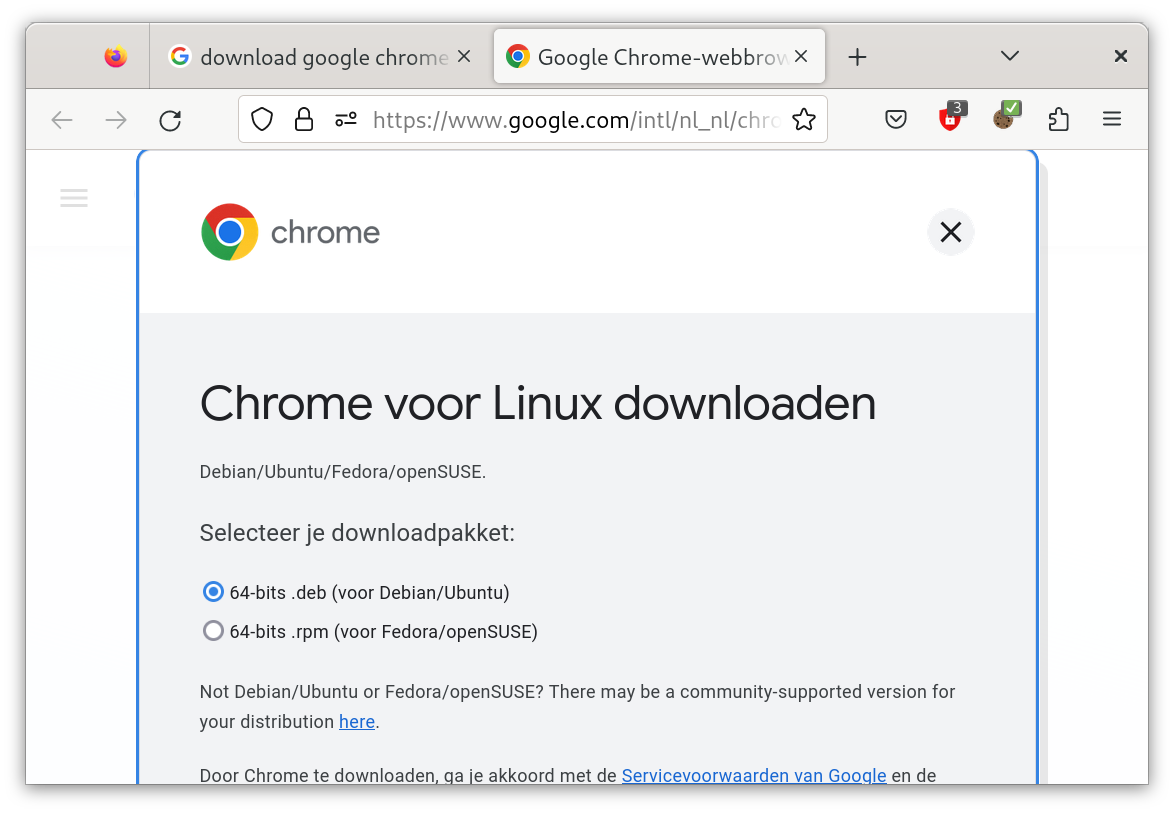 download google chrome
Google Chrome-webbrow
https://www.google.com/intl/nl_nl/chro
3
chrome
Chrome voor Linux downloaden
Debian/Ubuntu/Fedora/openSUSE.
Selecteer je downloadpakket:
64-bits .deb (voor Debian/Ubuntu)
64-bits .rpm (voor Fedora/openSUSE)
Not Debian/Ubuntu or Fedora/openSUSE? There may be a community-supported version for
your distribution here.
Door Chrome te downloaden, ga je akkoord met de Servicevoorwaarden van Google en de